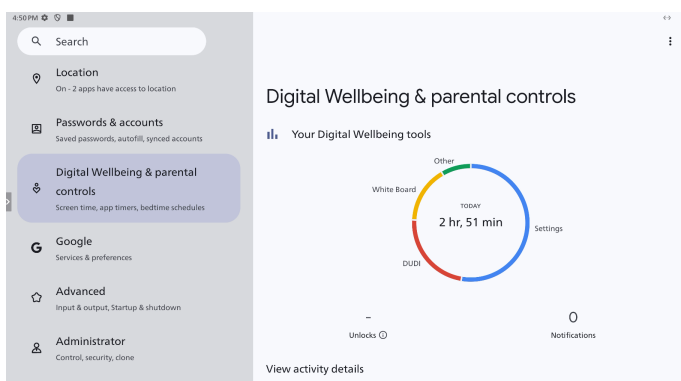 4:50 PM
Search
Location
On - 2 apps have access to location
Passwords & accounts
Saved passwords, autofill, synced accounts
Digital Wellbeing & parental
controls
Screen time, app timers, bedtime schedules
Google
Services & preferences
Advanced
Input & output, Startup & shutdown
Administrator
Control, security, clone
Digital Wellbeing & parental controls
Your Digital Wellbeing tools
Other
White Board
TODAY
2 hr, 51 min
Settings
DUDI
-
0
Unlocks
Notifications
View activity details